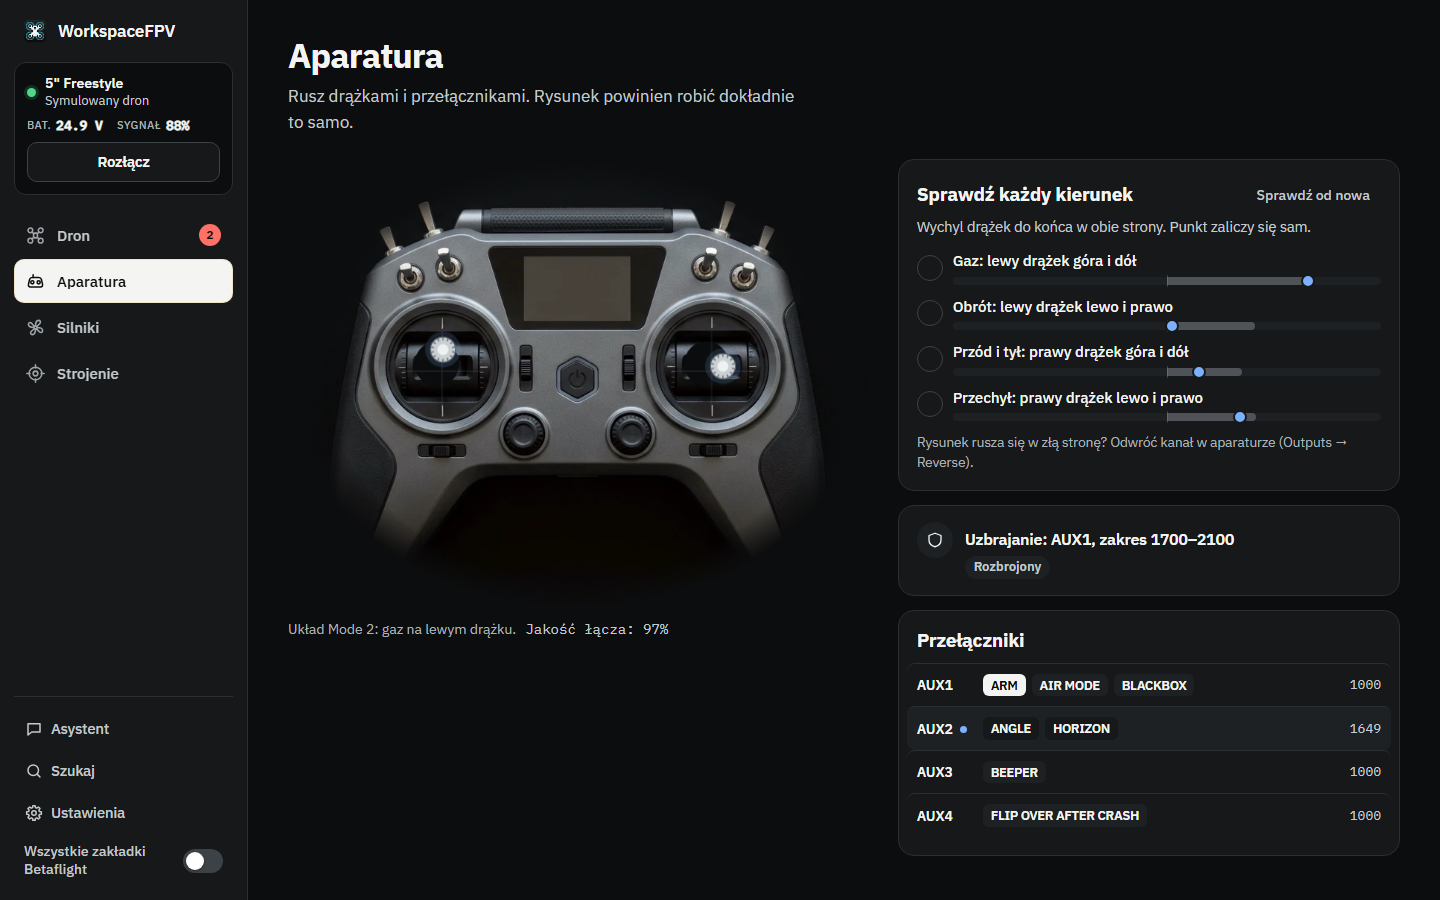 WorkspaceFPV
5" Freestyle
Symulowany dron
BAT. 24.9 V SYGNAŁ 88%
Rozłącz
Dron 2
Aparatura
Silniki
Strojenie
Asystent
Szukaj
Ustawienia
Wszystkie zakładki
Betaflight
Aparatura
Rusz drążkami i przełącznikami. Rysunek powinien robić dokładnie
to samo.
Układ Mode 2: gaz na lewym drążku. Jakość łącza: 97%
Sprawdź każdy kierunek Sprawdź od nowa
Wychyl drążek do końca w obie strony. Punkt zaliczy się sam.
Gaz: lewy drążek góra i dół
Obrót: lewy drążek lewo i prawo
Przód i tył: prawy drążek góra i dół
Przechył: prawy drążek lewo i prawo
Rysunek rusza się w złą stronę? Odwróć kanał w aparaturze (Outputs →
Reverse).
Uzbrajanie: AUX1, zakres 1700–2100
Rozbrojony
Przełączniki
AUX1 ARM AIR MODE BLACKBOX 1000
AUX2 ANGLE HORIZON 1649
AUX3 BEEPER 1000
AUX4 FLIP OVER AFTER CRASH 1000